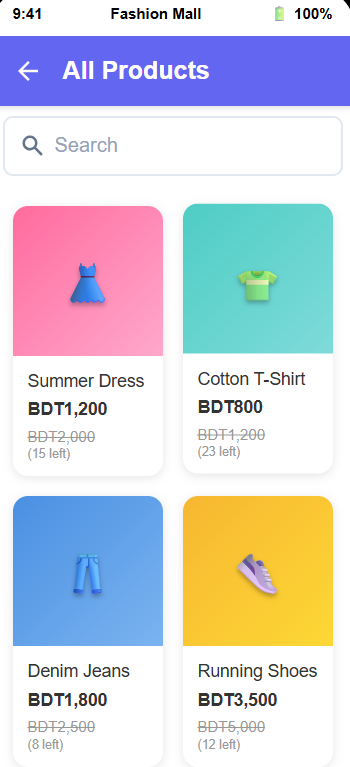 9:41 Fashion Mall 100%
All Products
Search
Summer Dress
BDT1,200
BDT2,000
(15 left)
Cotton T-Shirt
BDT800
BDT1,200
(23 left)
Denim Jeans
BDT1,800
BDT2,500
(8 left)
Running Shoes
BDT3,500
BDT5,000
(12 left)